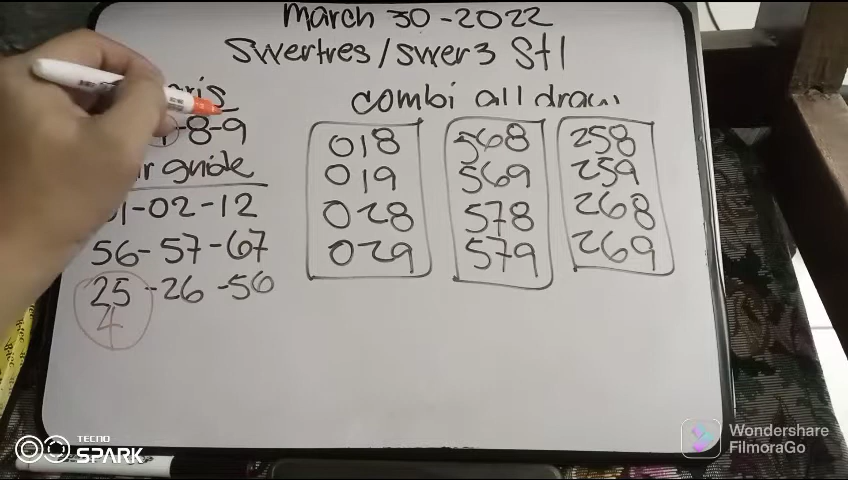 March 30-2022
Swertres/swer3 Stl
combi all draw
-8-9
guide
01-02-12
56-57-67
25-26-56
4
018
019
028
029
568
569
578
579
258
259
268
269
TECNO
SPARK
Wondershare
FilmoraGo